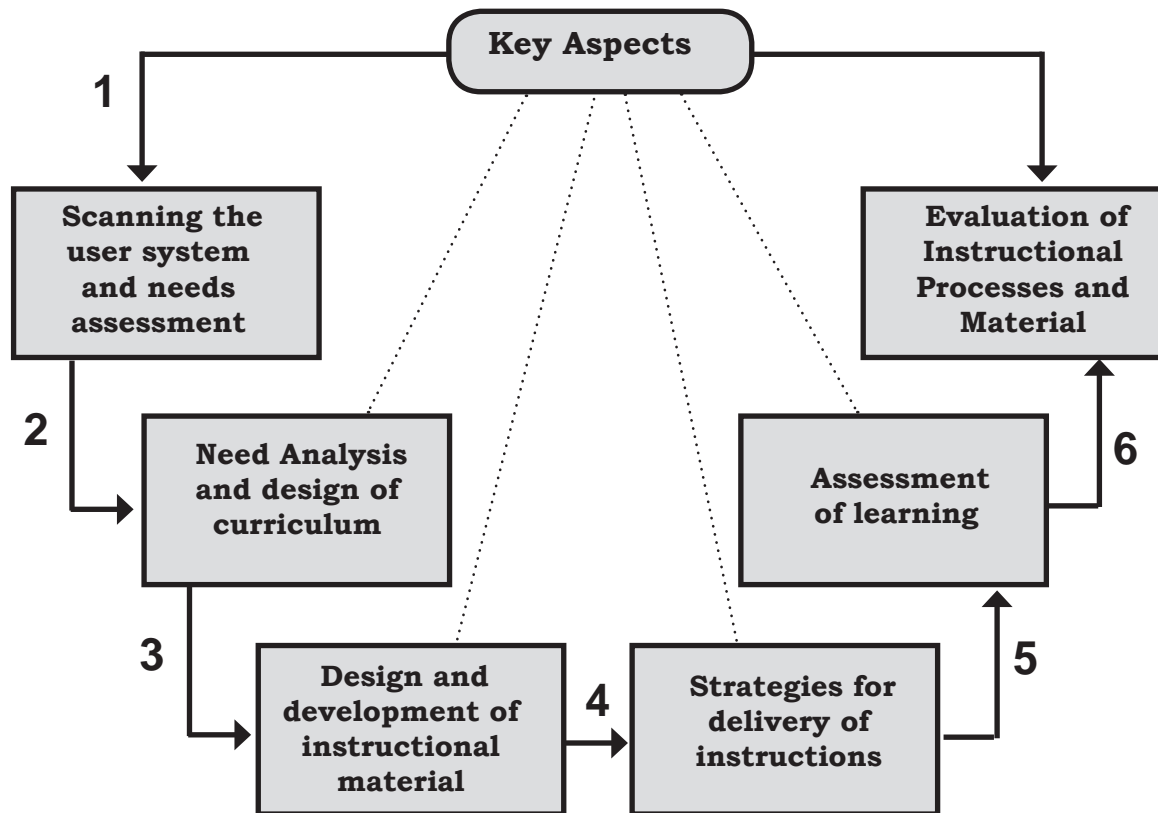 Key Aspects
1
Scanning the
user system
and needs
assessment
Evaluation of
Instructional
Processes and
Material
2
Need Analysis
and design of
curriculum
Assessment
of learning
6
3
Design and
development of
instructional
material
4
Strategies for
delivery of
instructions
5